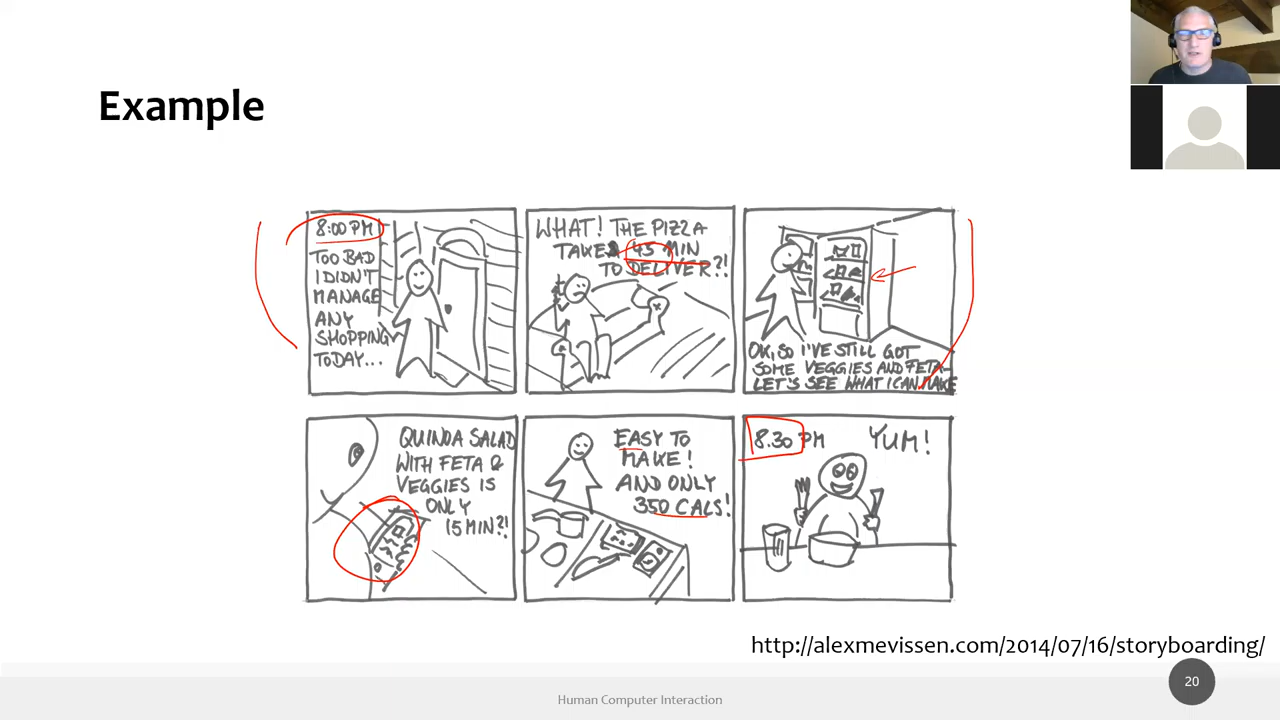 Example
8:00 PM
TOO BAD
I DIDN'T
MANAGE
ANY
SHOPPING
TODAY...
WHAT! THE PIZZA
TAKES 45 MIN
TO DELIVER?!
OK, SO I'VE STILL GOT
SOME VEGGIES AND FETA
LET'S SEE WHAT I CAN MAKE
QUINOA SALAD
WITH FETA &
VEGGIES IS
ONLY
15 MIN?!
EASY TO
MAKE!
AND ONLY
350 CALS!
8.30 PM YUM!
http://alexmevissen.com/2014/07/16/storyboarding/
20
Human Computer Interaction